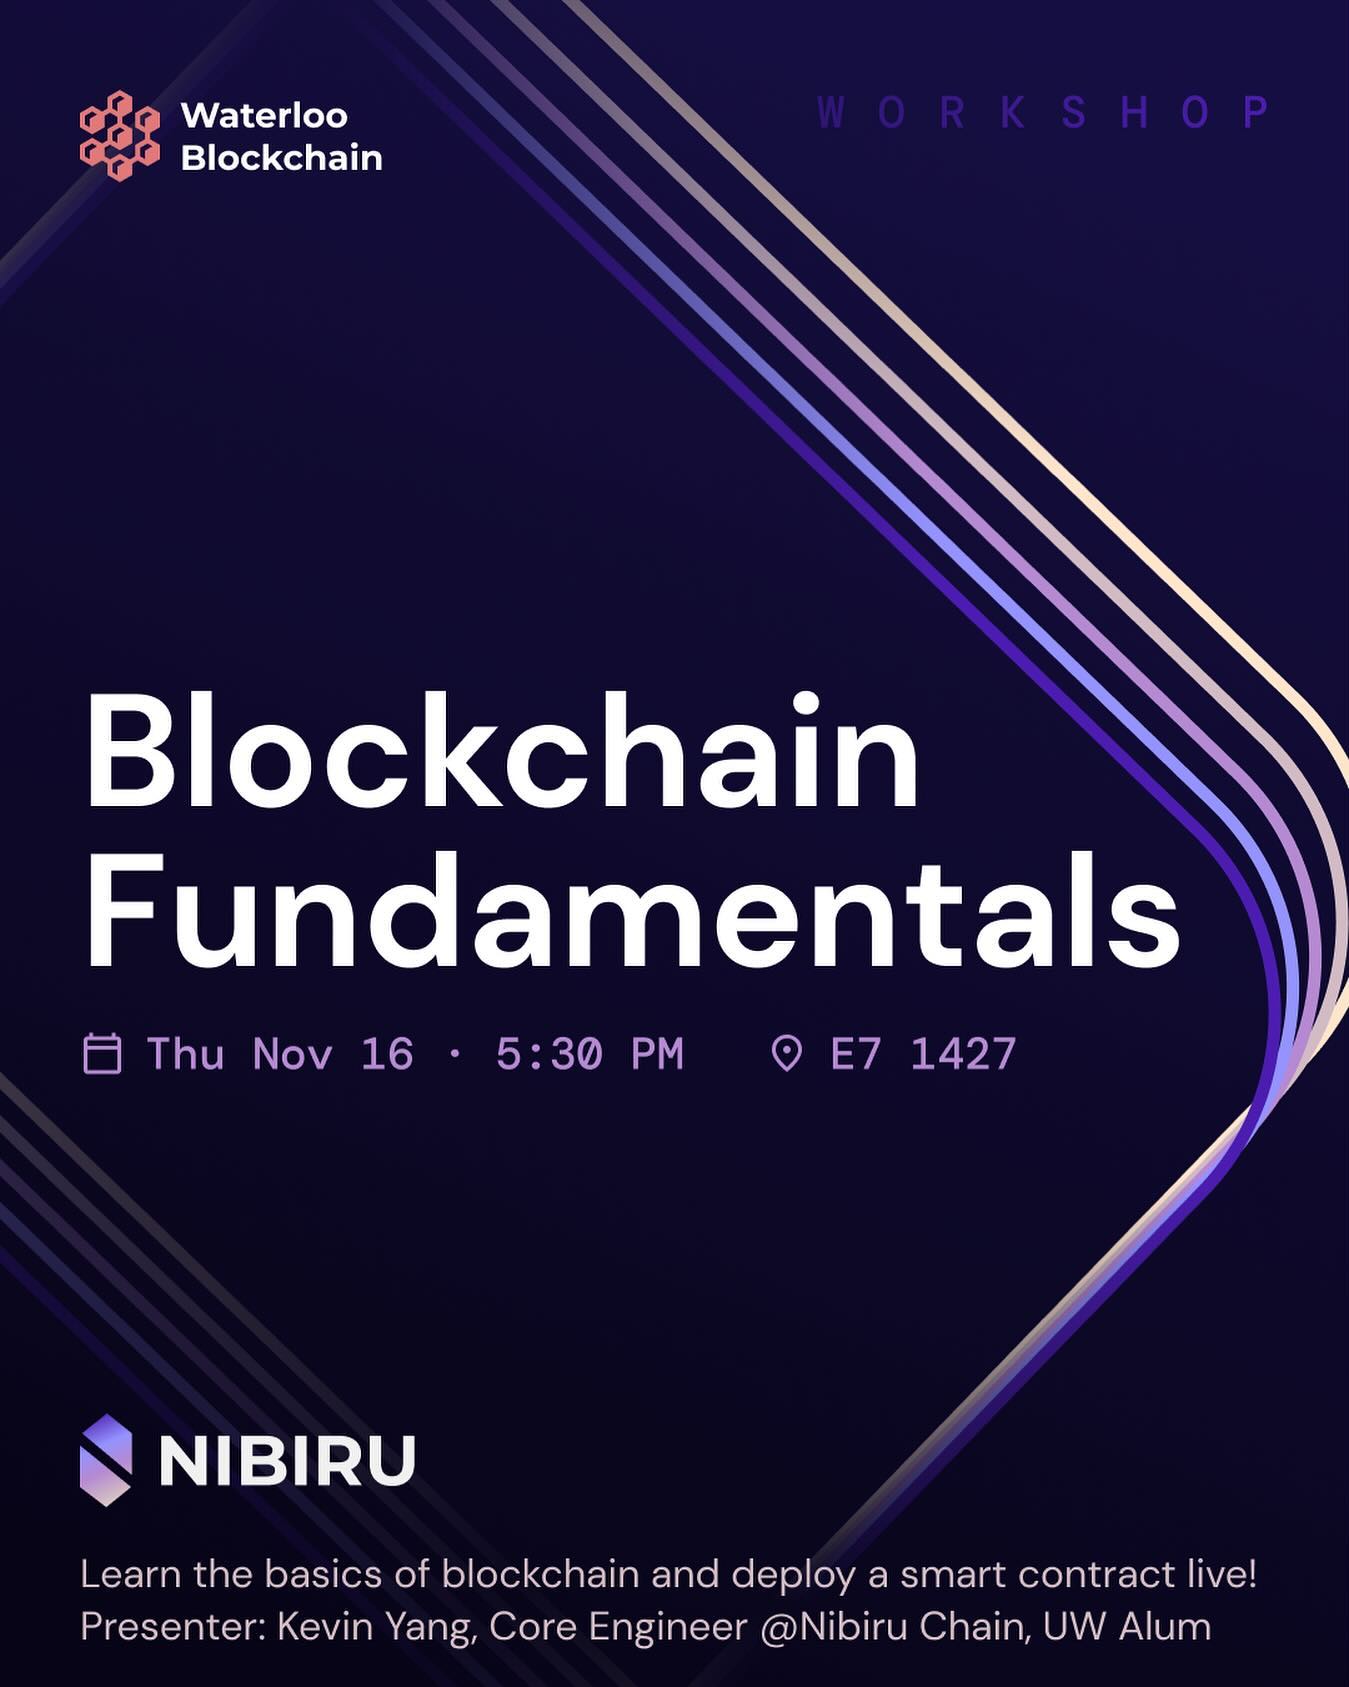 Waterloo
Blockchain
WORKSHOP
Blockchain
Fundamentals
Thu Nov 16 · 5:30 PM E7 1427
NIBIRU
Learn the basics of blockchain and deploy a smart contract live!
Presenter: Kevin Yang, Core Engineer @Nibiru Chain, UW Alum